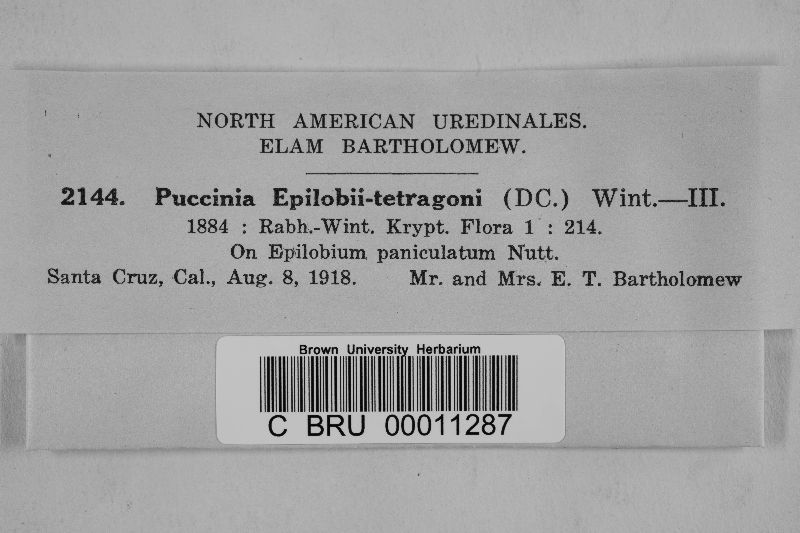 NORTH AMERICAN UREDINALES.
ELAM BARTHOLOMEW.
2144. Puccinia Epilobii-tetragoni (DC.) Wint.—III.
1884 : Rabh.-Wint. Krypt. Flora 1 : 214.
On Epilobium paniculatum Nutt.
Santa Cruz, Cal., Aug. 8, 1918. Mr. and Mrs. E. T. Bartholomew
Brown University Herbarium
C BRU 00011287